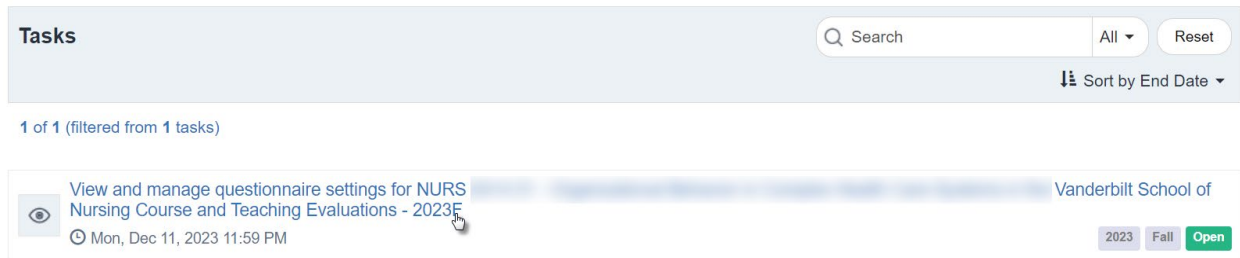 Tasks
Search
All
Reset
Sort by End Date
1 of 1 (filtered from 1 tasks)
View and manage questionnaire settings for NURS Vanderbilt School of
Nursing Course and Teaching Evaluations - 2023F
Mon, Dec 11, 2023 11:59 PM
2023 Fall Open